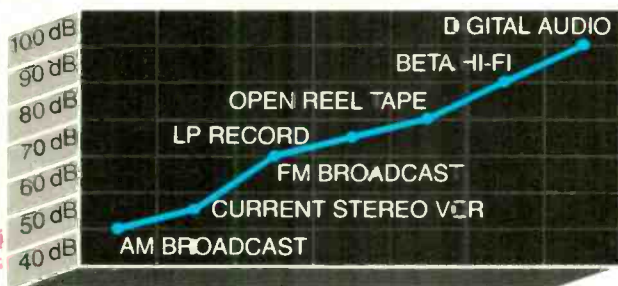 DIGITAL AUDIO
100 dB
BETA HI-FI
90 dB
OPEN REEL TAPE
80 dB
LP RECORD
70 dB
FM BROADCAST
60 dB
CURRENT STEREO VCR
50 dB
AM BROADCAST
40 dB